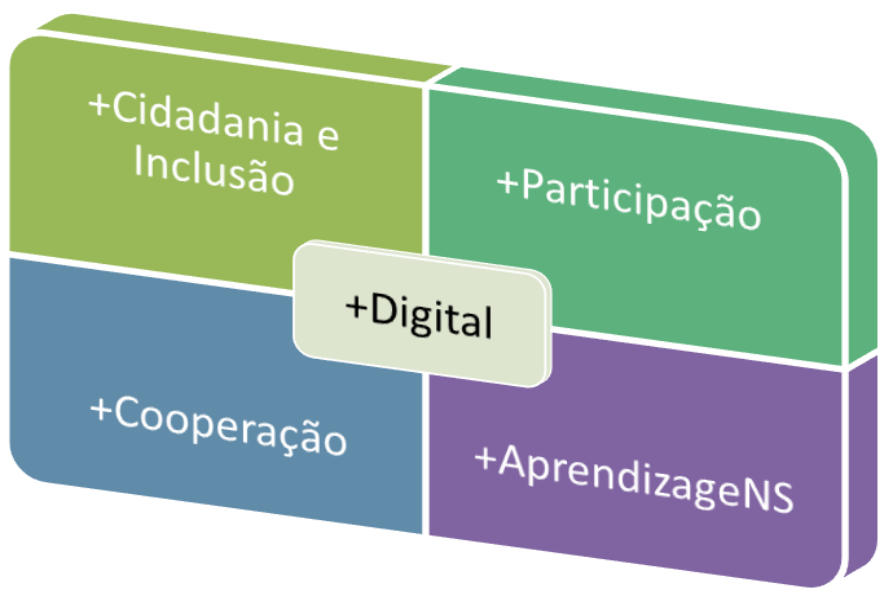 +Cidadania e
Inclusão
+Participação
+Digital
+Cooperação
+AprendizageNS